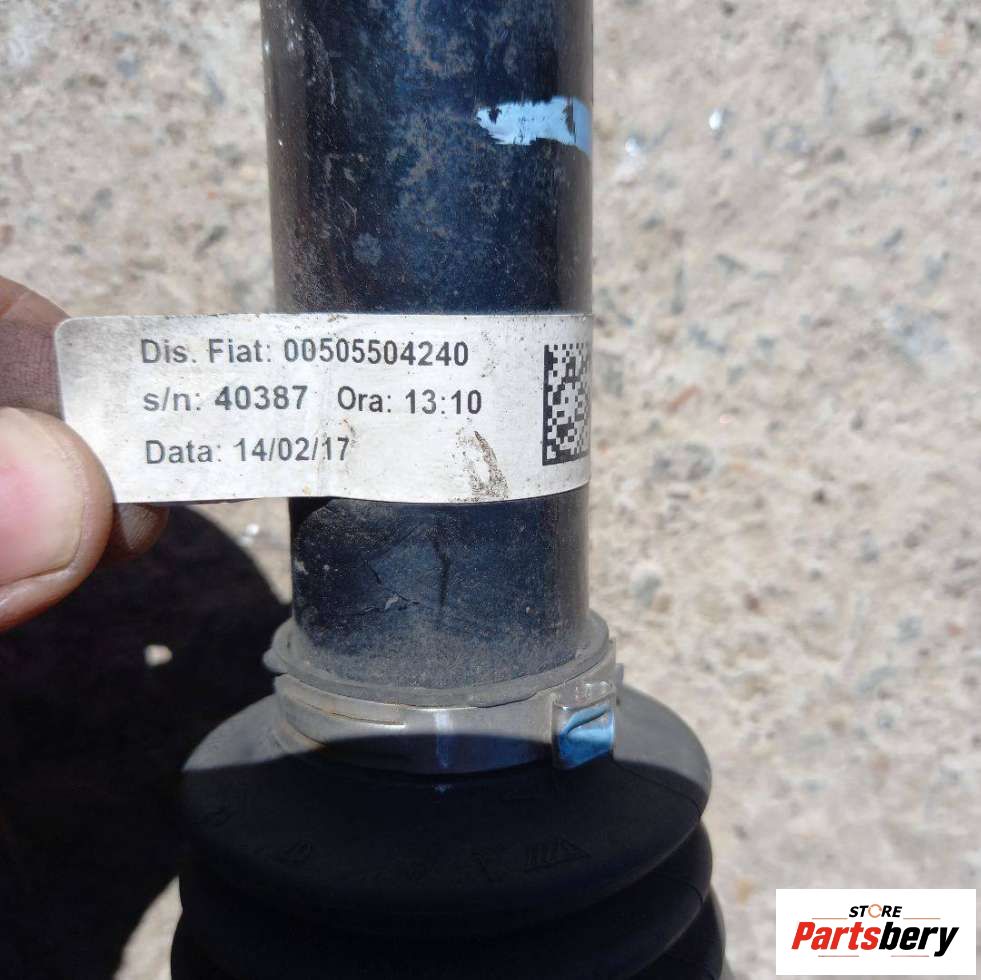 Dis. Fiat: 00505504240
s/n: 40387 Ora: 13:10
Data: 14/02/17
STORE
Partsbery